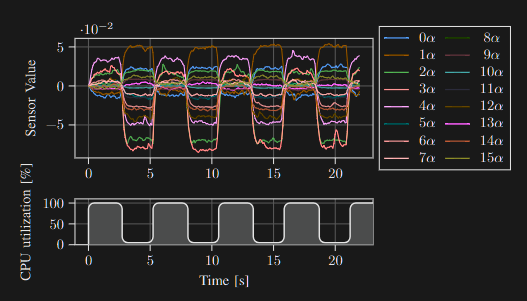 ·10⁻²
5
0
−5
Sensor Value
0 5 10 15 20
0α 8α
1α 9α
2α 10α
3α 11α
4α 12α
5α 13α
6α 14α
7α 15α
100
50
0
CPU utilization [%]
0 5 10 15 20
Time [s]